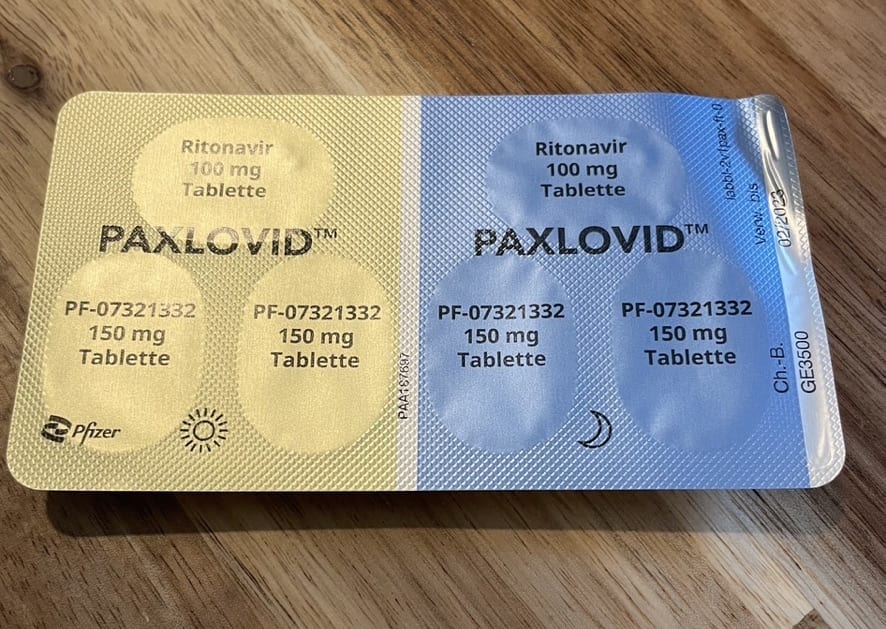 Ritonavir
100 mg
Tablette
PAXLOVID™
PF-07321332
150 mg
Tablette
PF-07321332
150 mg
Tablette
Pfizer
PAA187697
Ritonavir
100 mg
Tablette
PAXLOVID™
PF-07321332
150 mg
Tablette
PF-07321332
150 mg
Tablette
Verw. bis
02/2023
Ch.-B.
GE3500